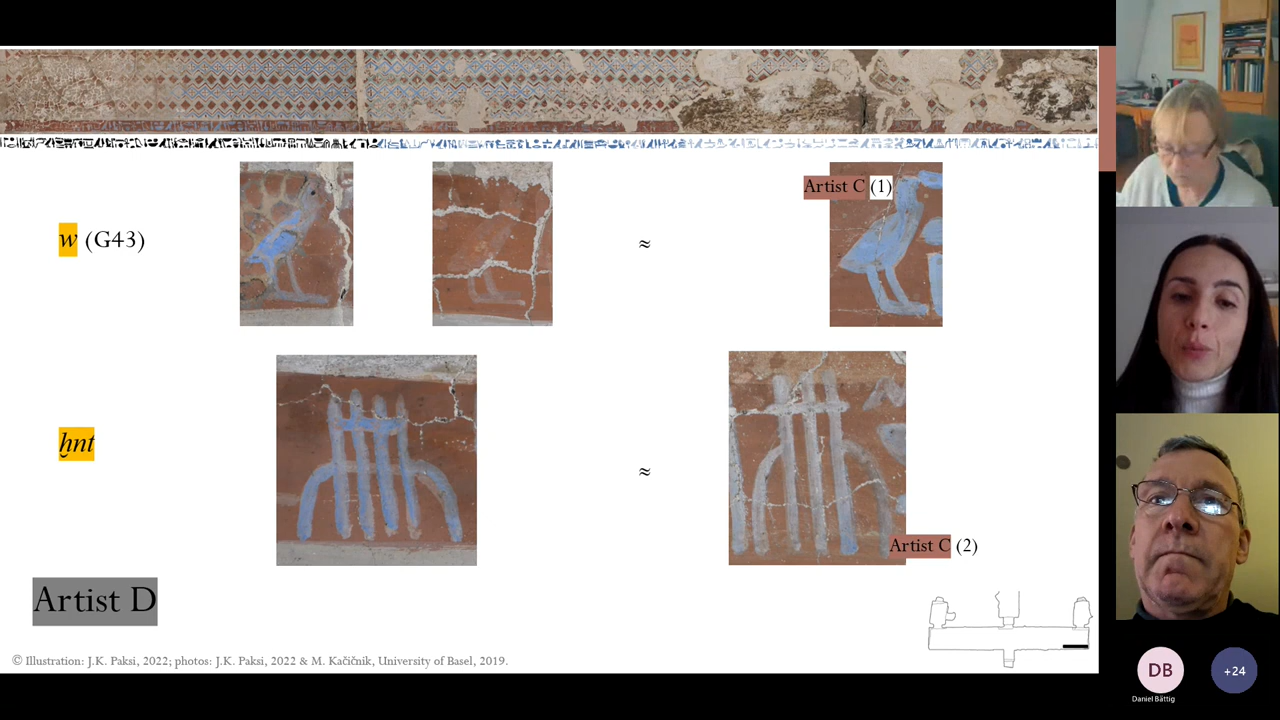 Artist C (1)
w (G43)
≈
ḫnt
≈
Artist C (2)
Artist D
© Illustration: J.K. Paksi, 2022; photos: J.K. Paksi, 2022 & M. Kačičnik, University of Basel, 2019.
DB
+24
Daniel Bättig